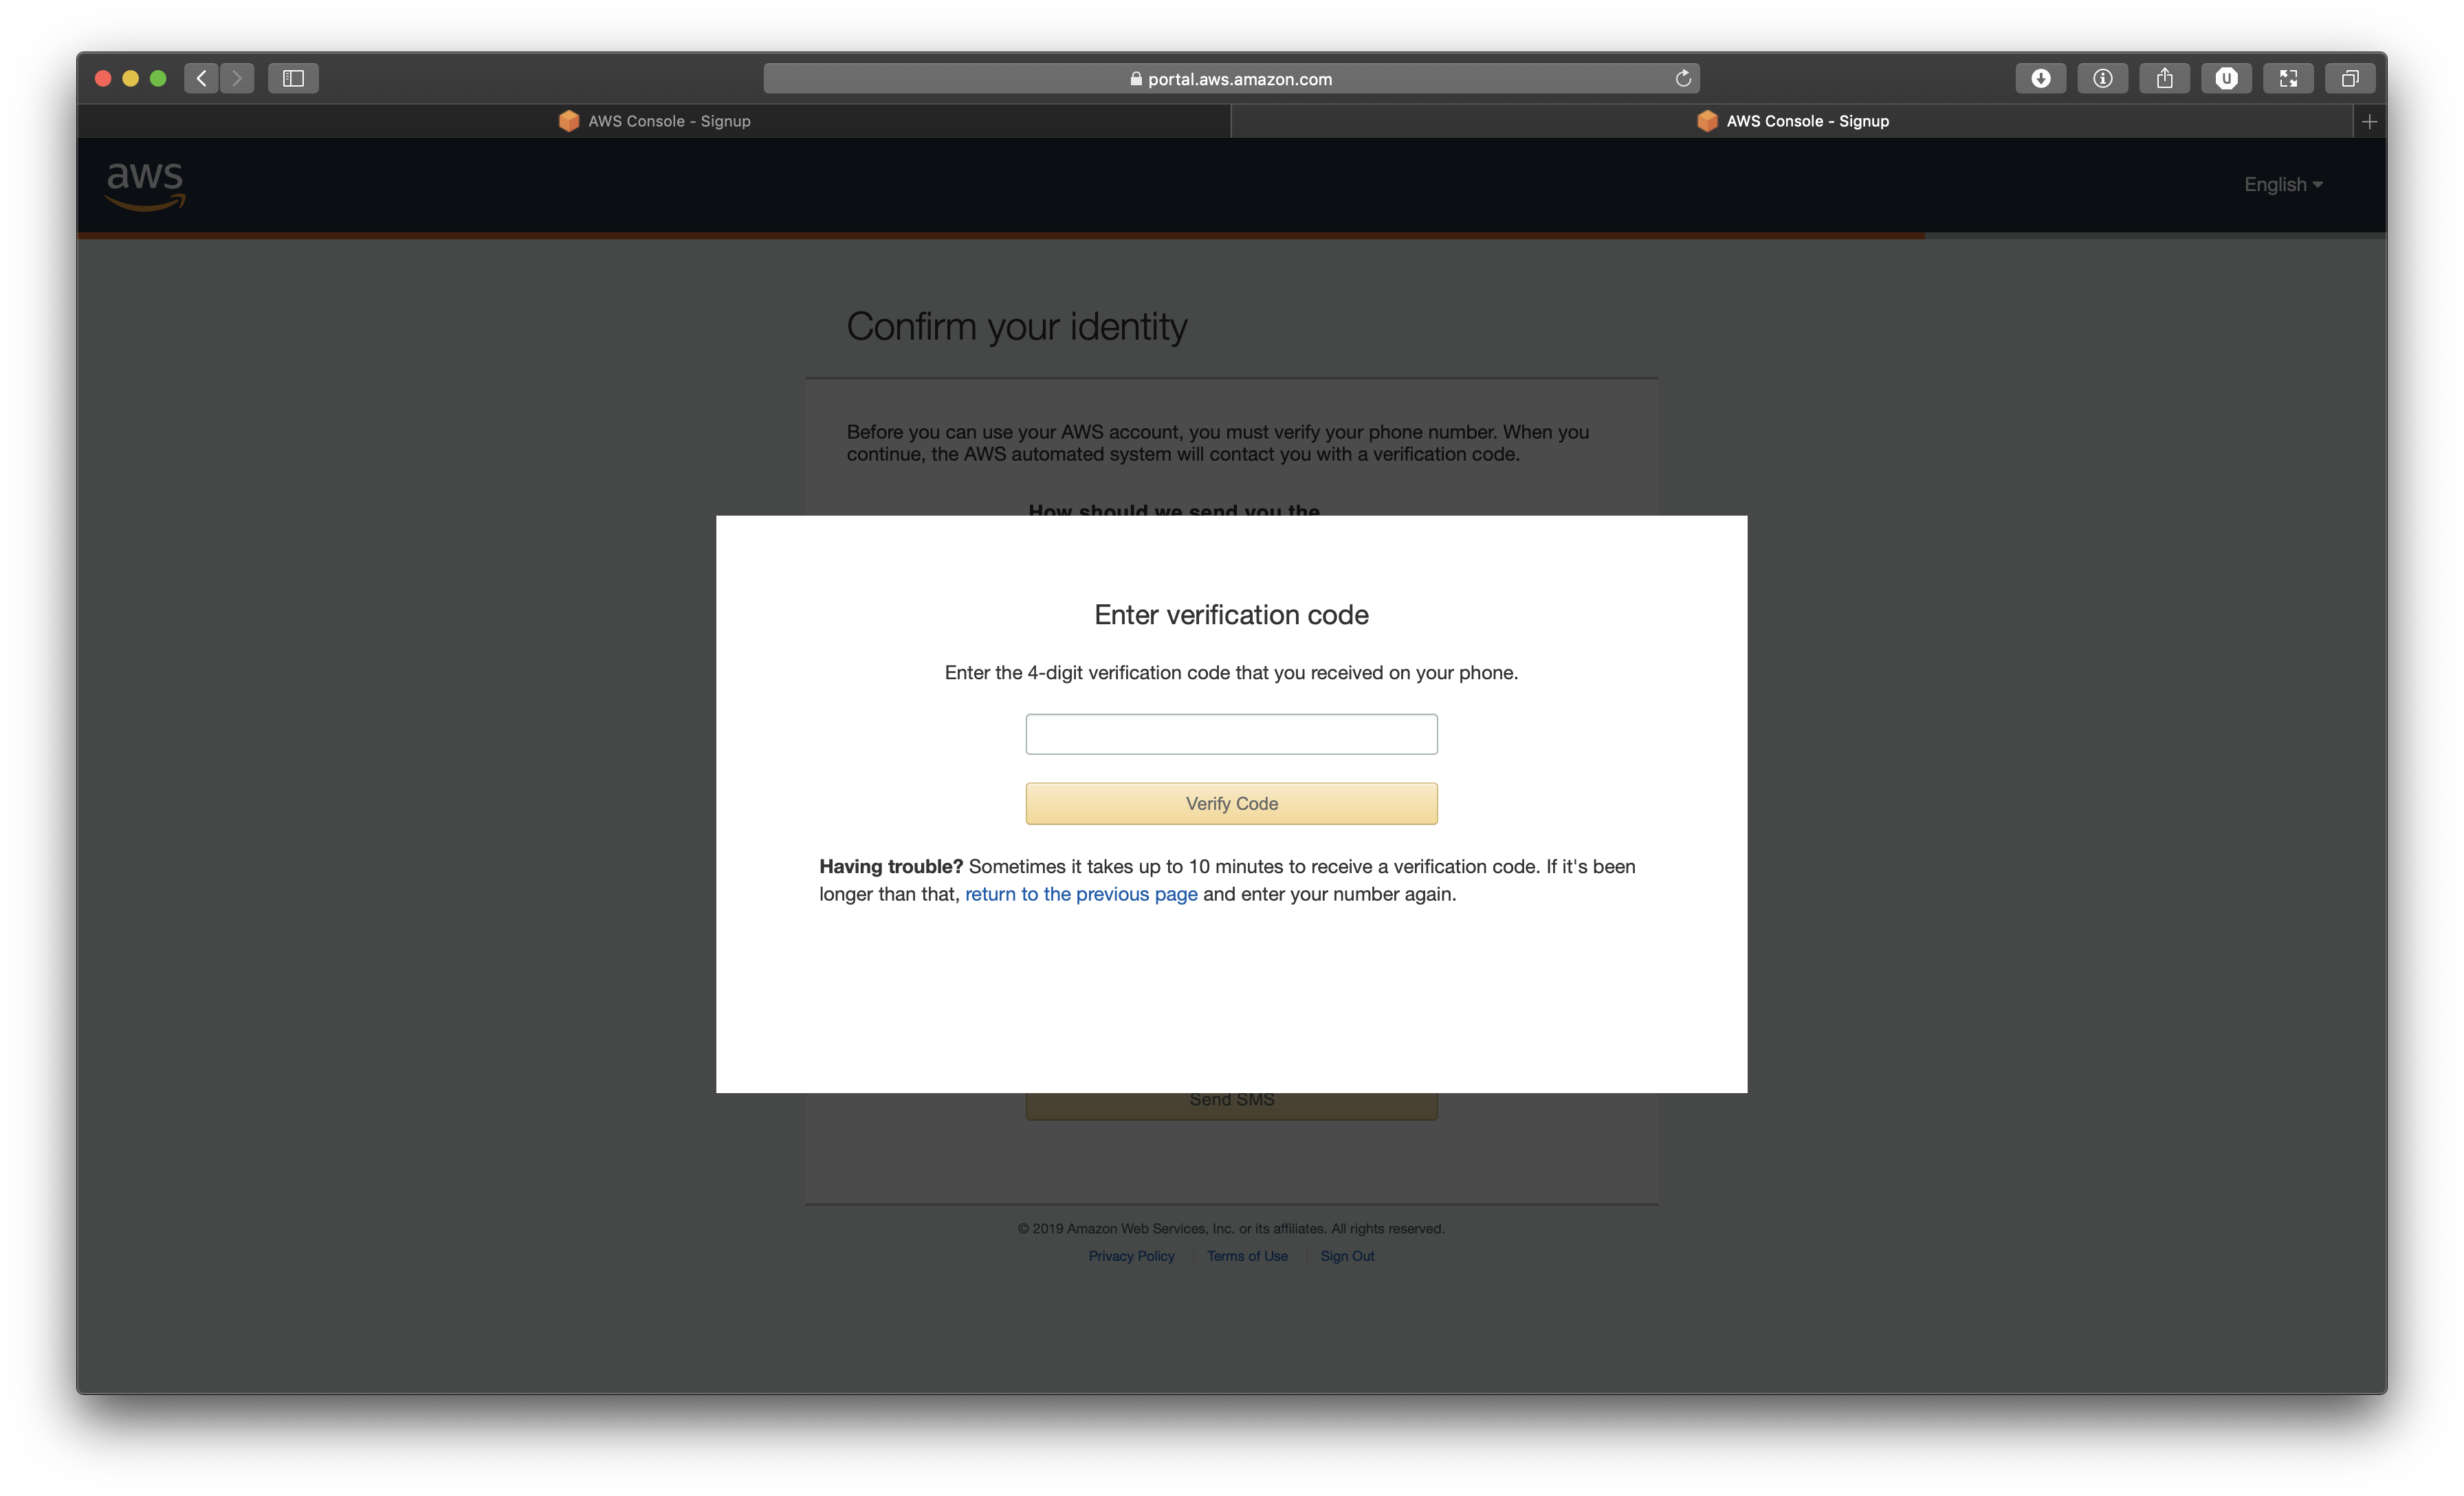 portal.aws.amazon.com
AWS Console - Signup
AWS Console - Signup
aws
English
Confirm your identity
Before you can use your AWS account, you must verify your phone number. When you
continue, the AWS automated system will contact you with a verification code.
How should we send you the
Enter verification code
Enter the 4-digit verification code that you received on your phone.
Verify Code
Having trouble? Sometimes it takes up to 10 minutes to receive a verification code. If it's been
longer than that, return to the previous page and enter your number again.
Send SMS
© 2019 Amazon Web Services, Inc. or its affiliates. All rights reserved.
Privacy Policy Terms of Use Sign Out